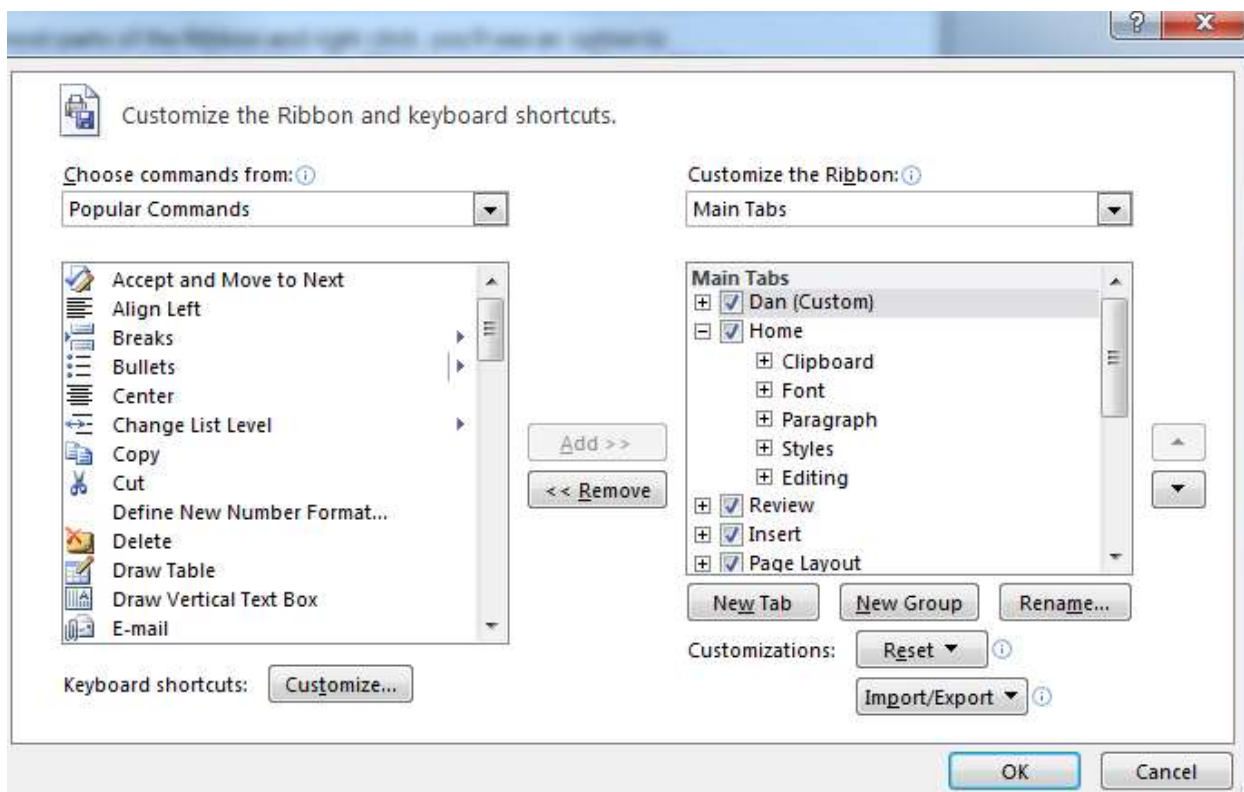 Customize the Ribbon and keyboard shortcuts.
Choose commands from:
Popular Commands
Accept and Move to Next
Align Left
Breaks
Bullets
Center
Change List Level
Copy
Cut
Define New Number Format...
Delete
Draw Table
Draw Vertical Text Box
E-mail
Keyboard shortcuts: Customize...
Add >>
<< Remove
Customize the Ribbon:
Main Tabs
Main Tabs
Dan (Custom)
Home
Clipboard
Font
Paragraph
Styles
Editing
Review
Insert
Page Layout
New Tab New Group Rename...
Customizations: Reset
Import/Export
OK Cancel